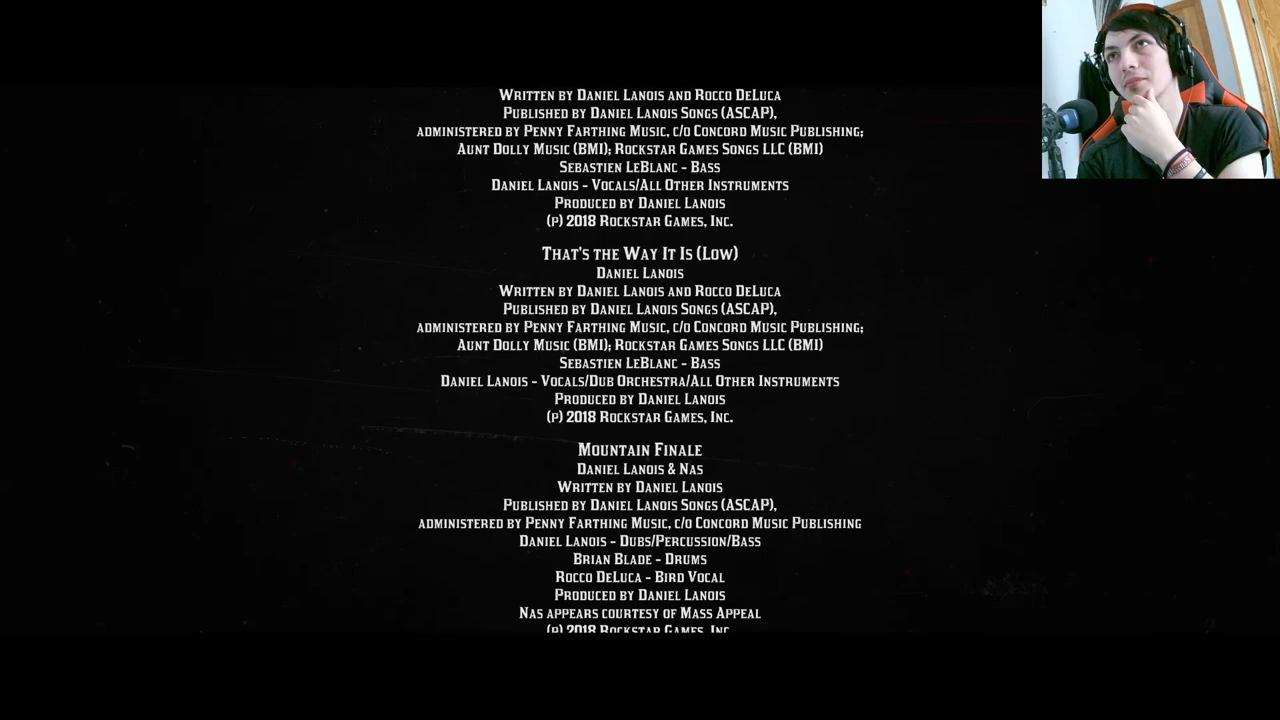 Written by Daniel Lanois and Rocco DeLuca
Published by Daniel Lanois Songs (ASCAP),
administered by Penny Farthing Music, c/o Concord Music Publishing;
Aunt Dolly Music (BMI); Rockstar Games Songs LLC (BMI)
Sebastien LeBlanc - Bass
Daniel Lanois - Vocals/All Other Instruments
Produced by Daniel Lanois
(p) 2018 Rockstar Games, Inc.
That's the Way It Is (Low)
Daniel Lanois
Written by Daniel Lanois and Rocco DeLuca
Published by Daniel Lanois Songs (ASCAP),
administered by Penny Farthing Music, c/o Concord Music Publishing;
Aunt Dolly Music (BMI); Rockstar Games Songs LLC (BMI)
Sebastien LeBlanc - Bass
Daniel Lanois - Vocals/Dub Orchestra/All Other Instruments
Produced by Daniel Lanois
(p) 2018 Rockstar Games, Inc.
Mountain Finale
Daniel Lanois & Nas
Written by Daniel Lanois
Published by Daniel Lanois Songs (ASCAP),
administered by Penny Farthing Music, c/o Concord Music Publishing
Daniel Lanois - Dubs/Percussion/Bass
Brian Blade - Drums
Rocco DeLuca - Bird Vocal
Produced by Daniel Lanois
Nas appears courtesy of Mass Appeal
(p) 2018 Rockstar Games, Inc.